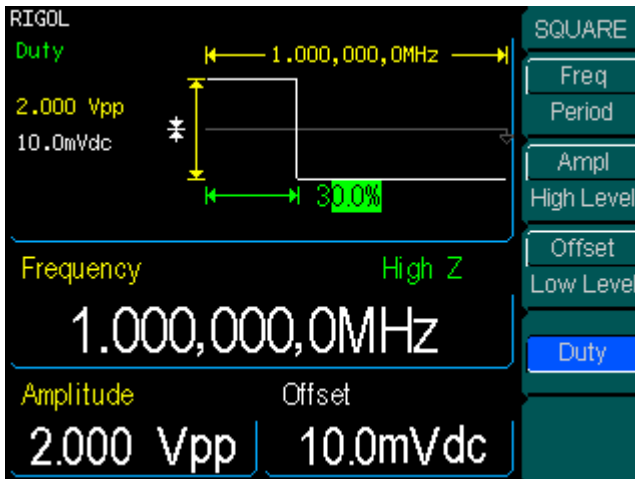 RIGOL
SQUARE
Duty
1.000,000,0MHz
Freq
Period
2.000 Vpp
10.0mVdc
Ampl
High Level
30.0%
Offset
Low Level
Frequency
High Z
1.000,000,0MHz
Duty
Amplitude
Offset
2.000 Vpp
10.0mVdc